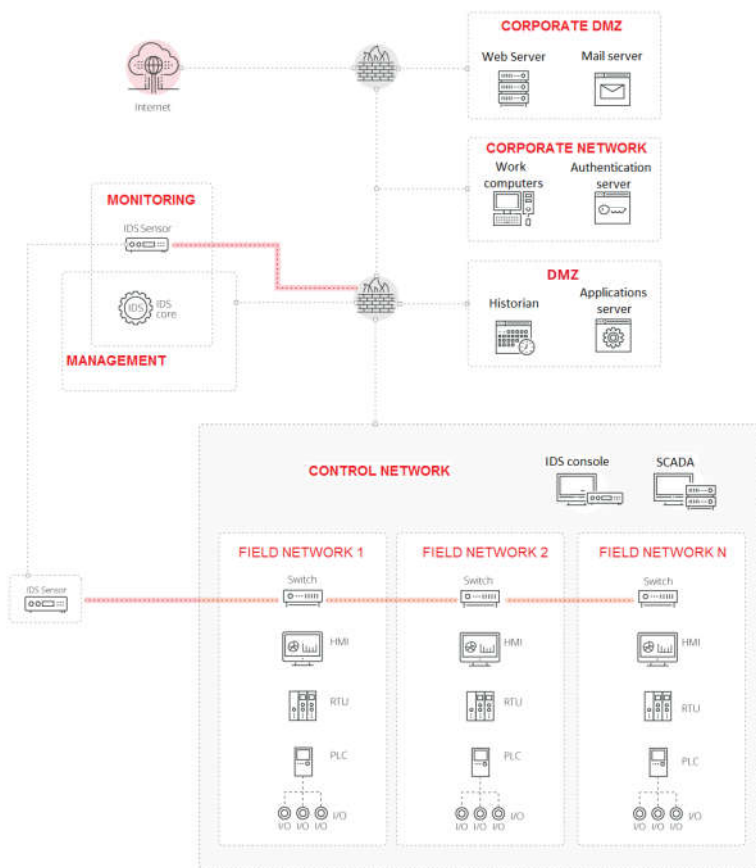 CORPORATE DMZ
Web Server
Mail server
Internet
CORPORATE NETWORK
Work
computers
Authentication
server
MONITORING
IDS Sensor
DMZ
Historian
Applications
server
IDS
IDS
core
MANAGEMENT
CONTROL NETWORK
IDS console
SCADA
FIELD NETWORK 1
FIELD NETWORK 2
FIELD NETWORK N
IDS Sensor
Switch
Switch
Switch
HMI
HMI
HMI
RTU
RTU
RTU
PLC
PLC
PLC
I/O
I/O
I/O
I/O
I/O
I/O
I/O
I/O
I/O
I/O
I/O
I/O